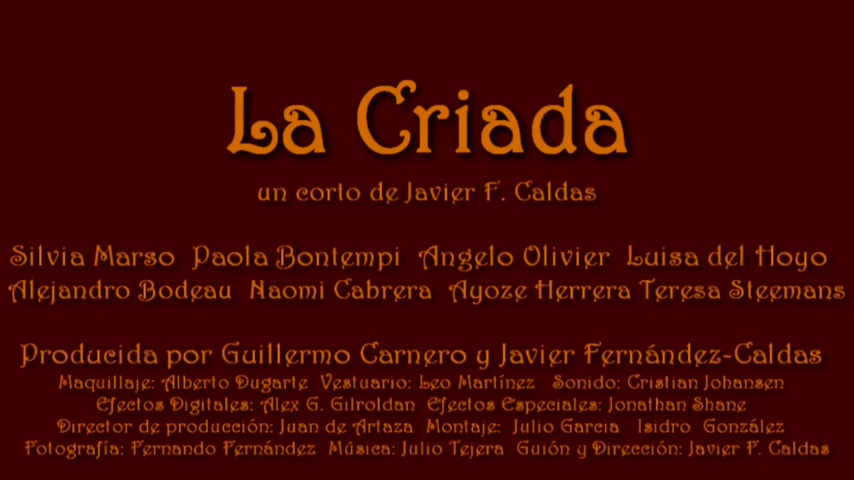 La Criada
un corto de Javier F. Caldas
Silvia Marso Paola Bontempi Angelo Olivier Luisa del Hoyo
Alejandro Bodeau Naomi Cabrera Ayoze Herrera Teresa Steemans
Producida por Guillermo Carnero y Javier Fernández-Caldas
Maquillaje: Alberto Dugarte Vestuario: Leo Martínez Sonido: Cristian Johansen
Efectos Digitales: Alex G. Gilroldan Efectos Especiales: Jonathan Shane
Director de producción: Juan de Artaza Montaje: Julio Garcia Isidro González
Fotografía: Fernando Fernández Música: Julio Tejera Guión y Dirección: Javier F. Caldas